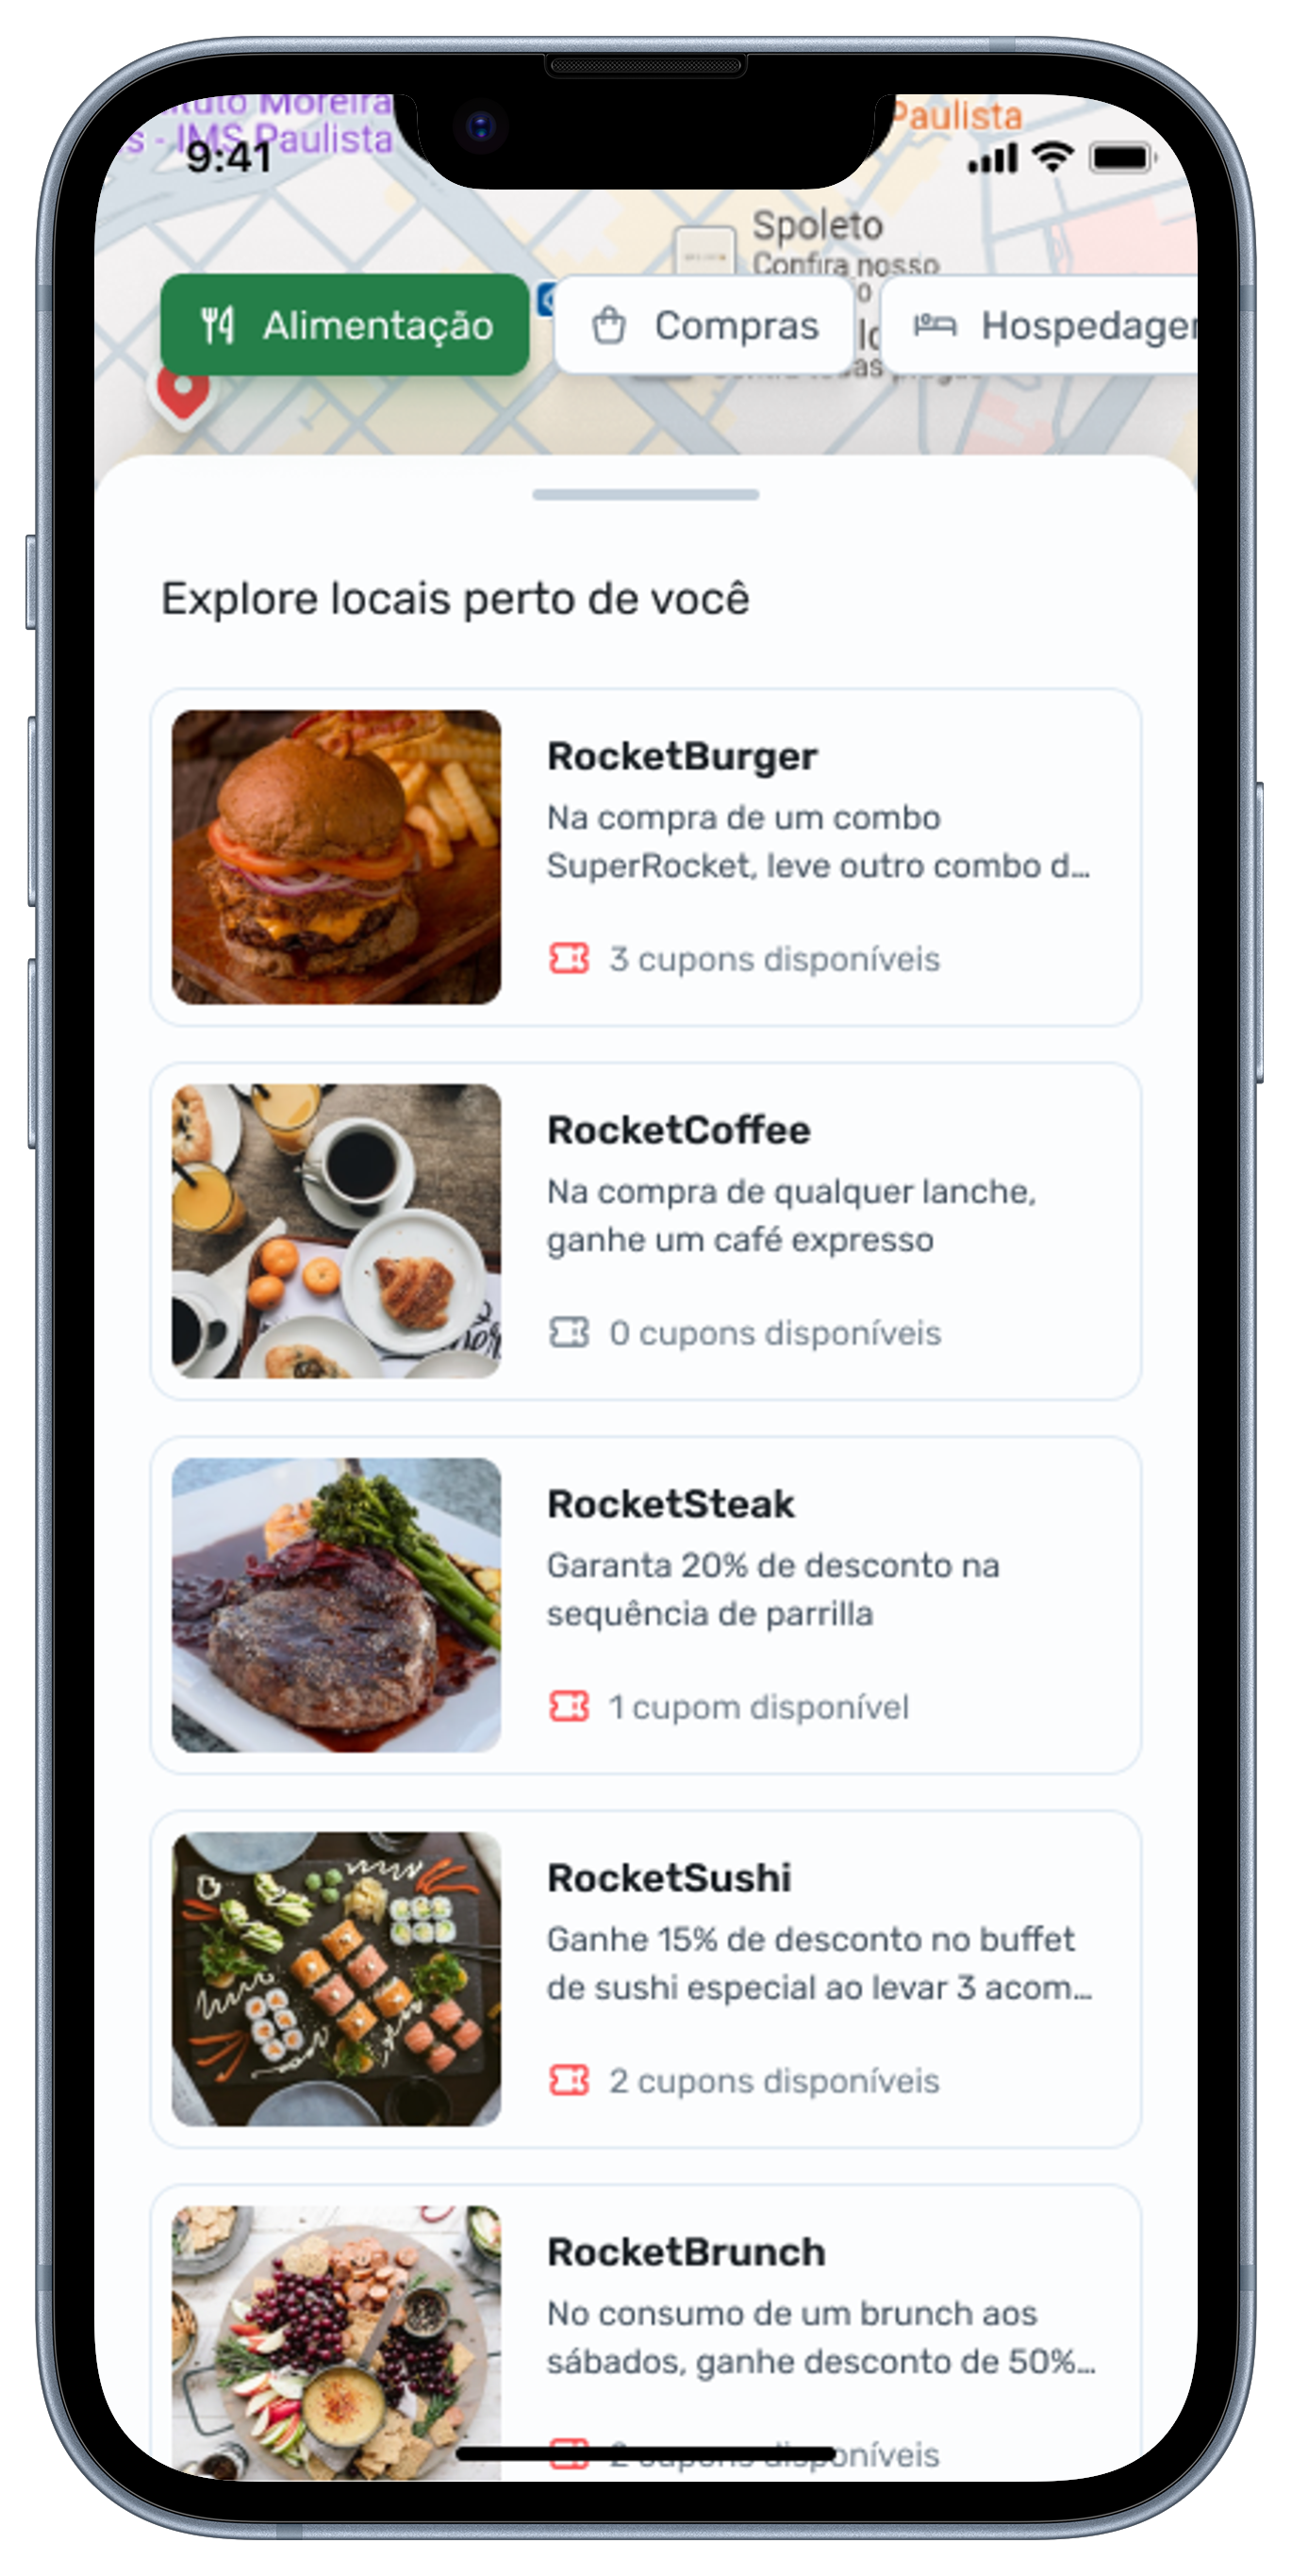 Moreira
s - IMS Paulista
Paulista
9:41
Spoleto
Confira nosso
Alimentação
Compras
Explore locais perto de você
RocketBurger
Na compra de um combo
SuperRocket, leve outro combo d...
3 cupons disponíveis
RocketCoffee
Na compra de qualquer lanche,
ganhe um café expresso
0 cupons disponíveis
RocketSteak
Garanta 20% de desconto na
sequência de parrilla
1 cupom disponível
RocketSushi
Ganhe 15% de desconto no buffet
de sushi especial ao levar 3 acom...
2 cupons disponíveis
RocketBrunch
No consumo de um brunch aos
sábados, ganhe desconto de 50%...
2 cupons disponíveis